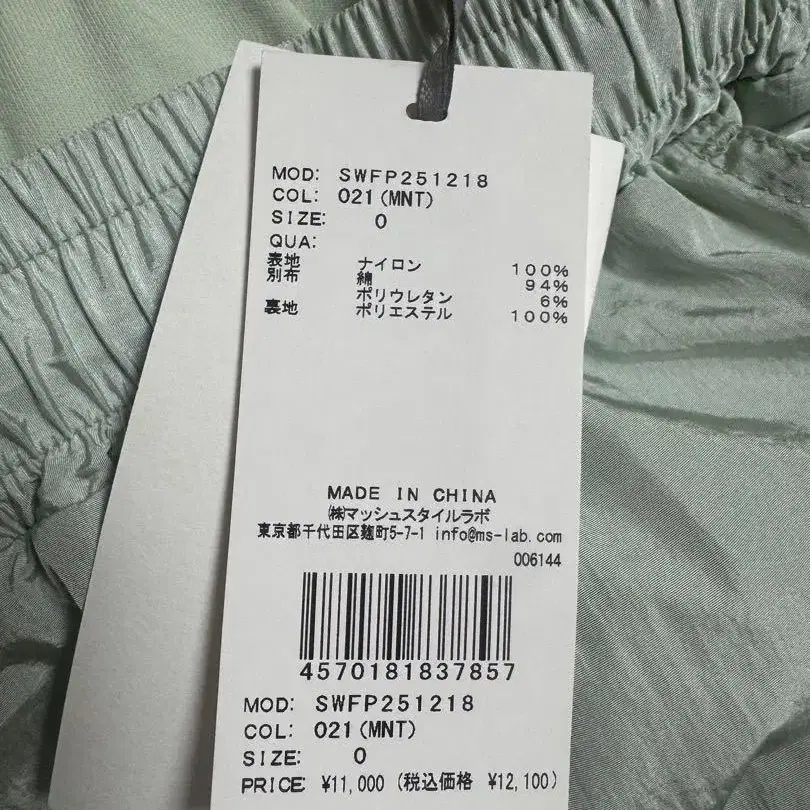 MOD: SWFP251218
COL: 021(MNT)
SIZE: 0
QUA:
表地 ナイロン 100%
別布 綿 94%
ポリウレタン 6%
裏地 ポリエステル 100%
MADE IN CHINA
㈱マッシュスタイルラボ
東京都千代田区麹町5-7-1 info@ms-lab.com
006144
4570181837857
MOD: SWFP251218
COL: 021(MNT)
SIZE: 0
PRICE: ¥11,000 (税込価格 ¥12,100)